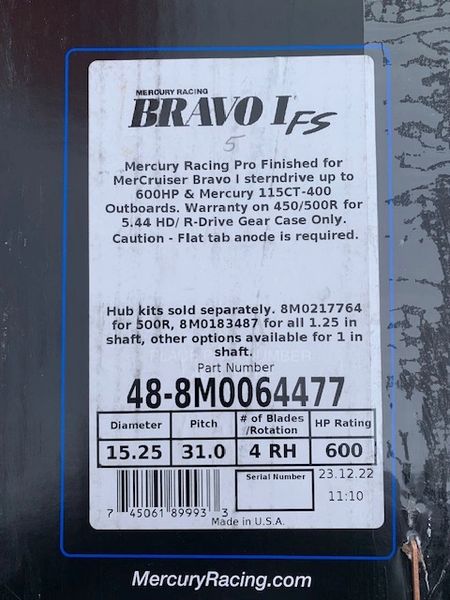 MERCURY RACING
BRAVO I FS
5
Mercury Racing Pro Finished for
MerCruiser Bravo I sterndrive up to
600HP & Mercury 115CT-400
Outboards. Warranty on 450/500R for
5.44 HD/ R-Drive Gear Case Only.
Caution - Flat tab anode is required.
Hub kits sold separately. 8M0217764
for 500R, 8M0183487 for all 1.25 in
shaft, other options available for 1 in
shaft.
Part Number
48-8M0064477
Diameter Pitch # of Blades /Rotation HP Rating
15.25 31.0 4 RH 600
Serial Number 23.12.22
11:10
7 45061 89993 3
Made in U.S.A.
MercuryRacing.com